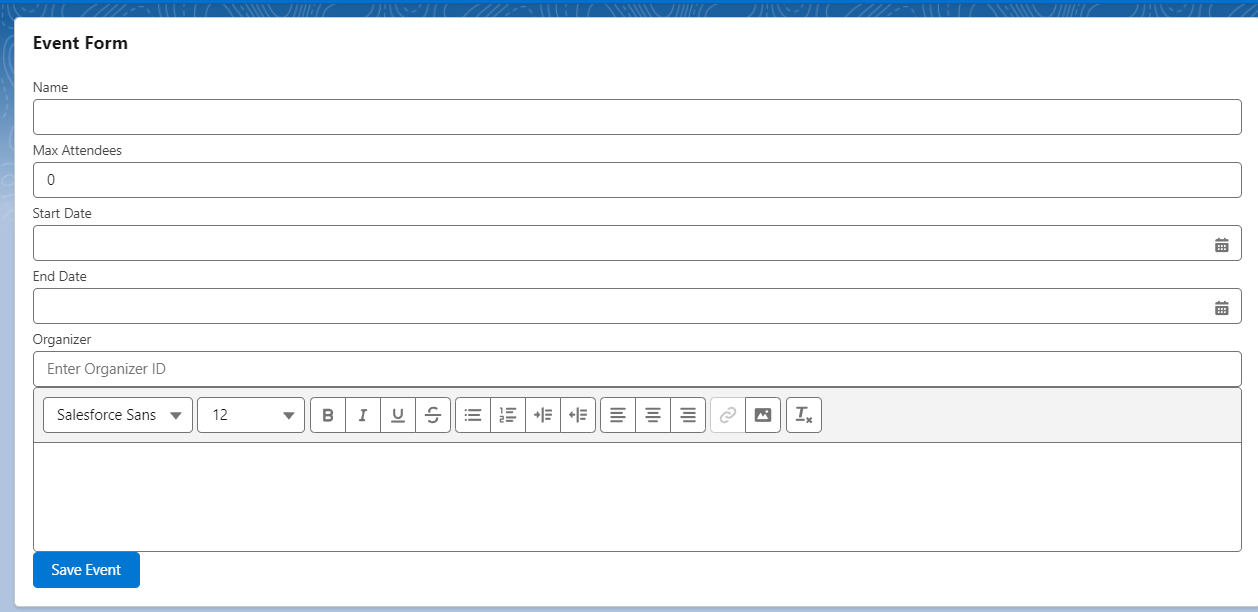 Event Form
Name
Max Attendees
0
Start Date
End Date
Organizer
Enter Organizer ID
Salesforce Sans 12 B I U S
Save Event